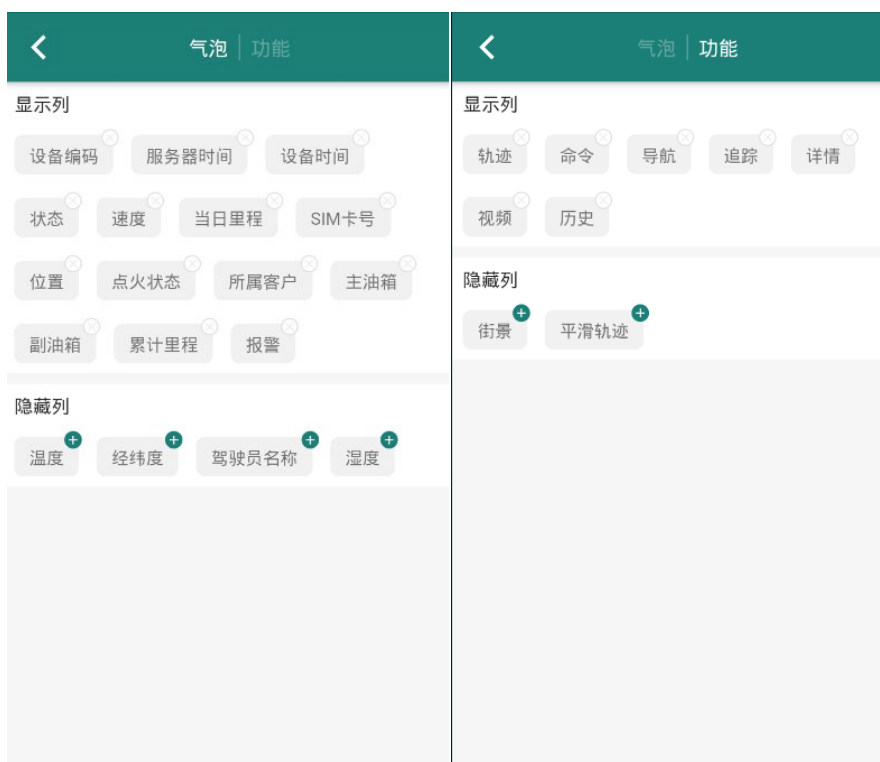 气泡 功能
显示列
设备编码 服务器时间 设备时间
状态 速度 当日里程 SIM卡号
位置 点火状态 所属客户 主油箱
副油箱 累计里程 报警
隐藏列
温度 经纬度 驾驶员名称 湿度
气泡 功能
显示列
轨迹 命令 导航 追踪 详情
视频 历史
隐藏列
街景 平滑轨迹